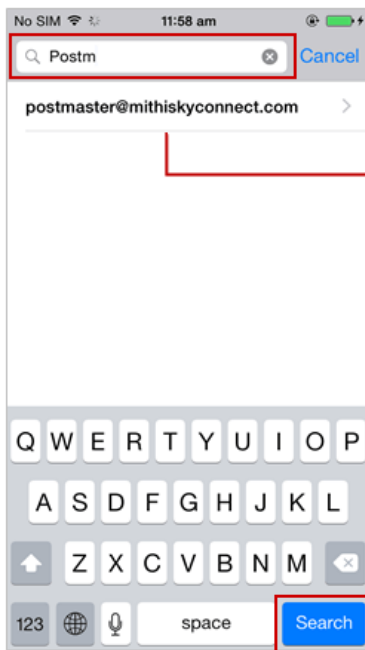 No SIM 11:58 am
Postm Cancel
postmaster@mithiskyconnect.com
Q W E R T Y U I O P
A S D F G H J K L
Z X C V B N M
123 space Search